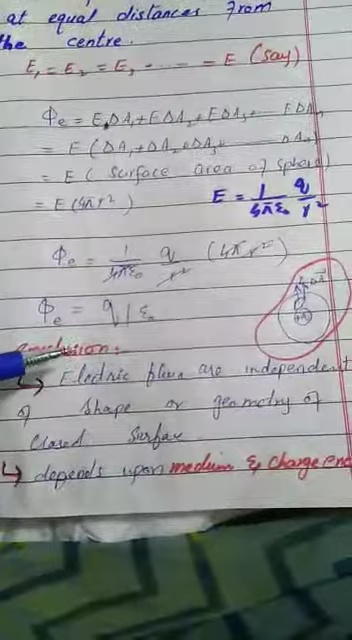 at equal distances from
the centre.
E₁ = E₂ = E₃ ..... = E (say)
Φe = E₁ΔA₁ + EΔA₂ + EΔA₃ ... EΔAₙ
= E (ΔA₁ + ΔA₂ + ΔA₃ ... ΔAₙ)
= E ( surface area of sphere)
= E (4πr²) E = 1/4πε₀ q/r²
Φe = 1/4πε₀ q/r² (4πr²)
Φe = q/ε₀
ΔA
+q
↳ Electric flux are independent
of shape or geometry of
closed surface
↳ depends upon medium & charge enc